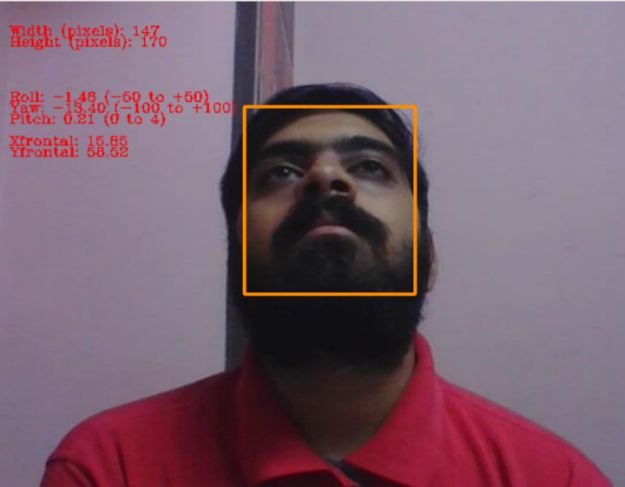 Width (pixels): 147
Height (pixels): 170
Roll: -1.46 (-50 to +50)
Yaw: -15.40 (-100 to +100)
Pitch: 0.21 (0 to 4)
Xfrontal: 15.85
Yfrontal: 58.52